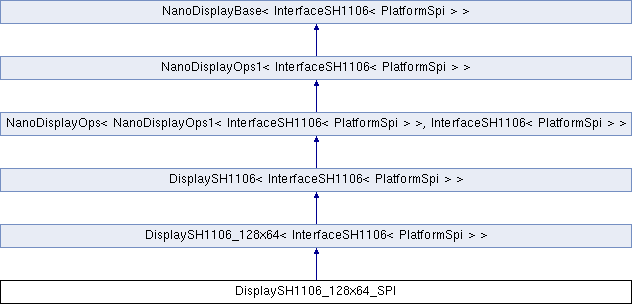 NanoDisplayBase< InterfaceSH1106< PlatformSpi > >
NanoDisplayOps1< InterfaceSH1106< PlatformSpi > >
NanoDisplayOps< NanoDisplayOps1< InterfaceSH1106< PlatformSpi > >, InterfaceSH1106< PlatformSpi > >
DisplaySH1106< InterfaceSH1106< PlatformSpi > >
DisplaySH1106_128x64< InterfaceSH1106< PlatformSpi > >
DisplaySH1106_128x64_SPI